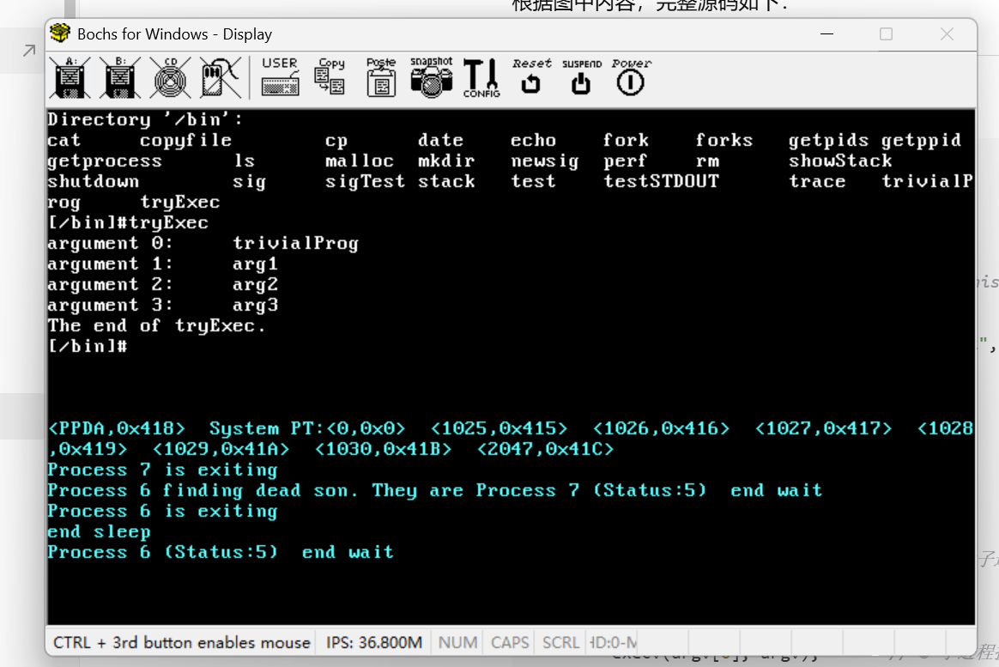 根据图中内容，完整源码如下：
Bochs for Windows - Display
A: B: CD USER Copy Paste snapshot CONFIG Reset SUSPEND Power
Directory '/bin':
cat copyfile cp date echo fork forks getpids getppid
getprocess ls malloc mkdir newsig perf rm showStack
shutdown sig sigTest stack test testSTDOUT trace trivialP
rog tryExec
[/bin]#tryExec
argument 0: trivialProg
argument 1: arg1
argument 2: arg2
argument 3: arg3
The end of tryExec.
[/bin]#
<PPDA,0x418> System PT:<0,0x0> <1025,0x415> <1026,0x416> <1027,0x417> <1028
,0x419> <1029,0x41A> <1030,0x41B> <2047,0x41C>
Process 7 is exiting
Process 6 finding dead son. They are Process 7 (Status:5) end wait
Process 6 is exiting
end sleep
Process 6 (Status:5) end wait
CTRL + 3rd button enables mouse IPS: 36.800M NUM CAPS SCRL